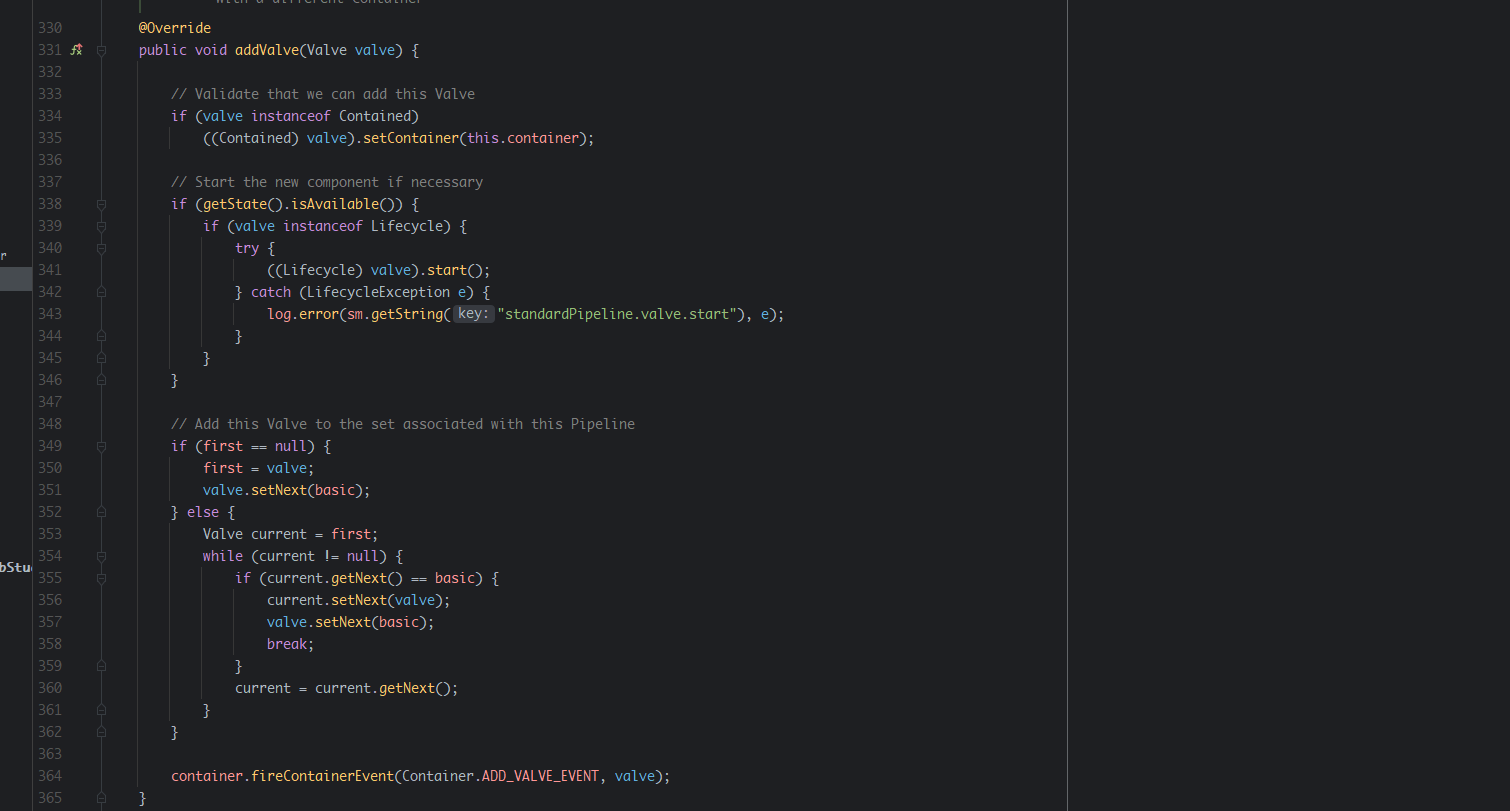 with a different Container
330 @Override
331 public void addValve(Valve valve) {
332
333 // Validate that we can add this Valve
334 if (valve instanceof Contained)
335 ((Contained) valve).setContainer(this.container);
336
337 // Start the new component if necessary
338 if (getState().isAvailable()) {
339 if (valve instanceof Lifecycle) {
340 try {
r
341 ((Lifecycle) valve).start();
342 } catch (LifecycleException e) {
343 log.error(sm.getString( key: "standardPipeline.valve.start"), e);
344 }
345 }
346 }
347
348 // Add this Valve to the set associated with this Pipeline
349 if (first == null) {
350 first = valve;
351 valve.setNext(basic);
352 } else {
353 Valve current = first;
354 while (current != null) {
bStu
355 if (current.getNext() == basic) {
356 current.setNext(valve);
357 valve.setNext(basic);
358 break;
359 }
360 current = current.getNext();
361 }
362 }
363
364 container.fireContainerEvent(Container.ADD_VALVE_EVENT, valve);
365 }